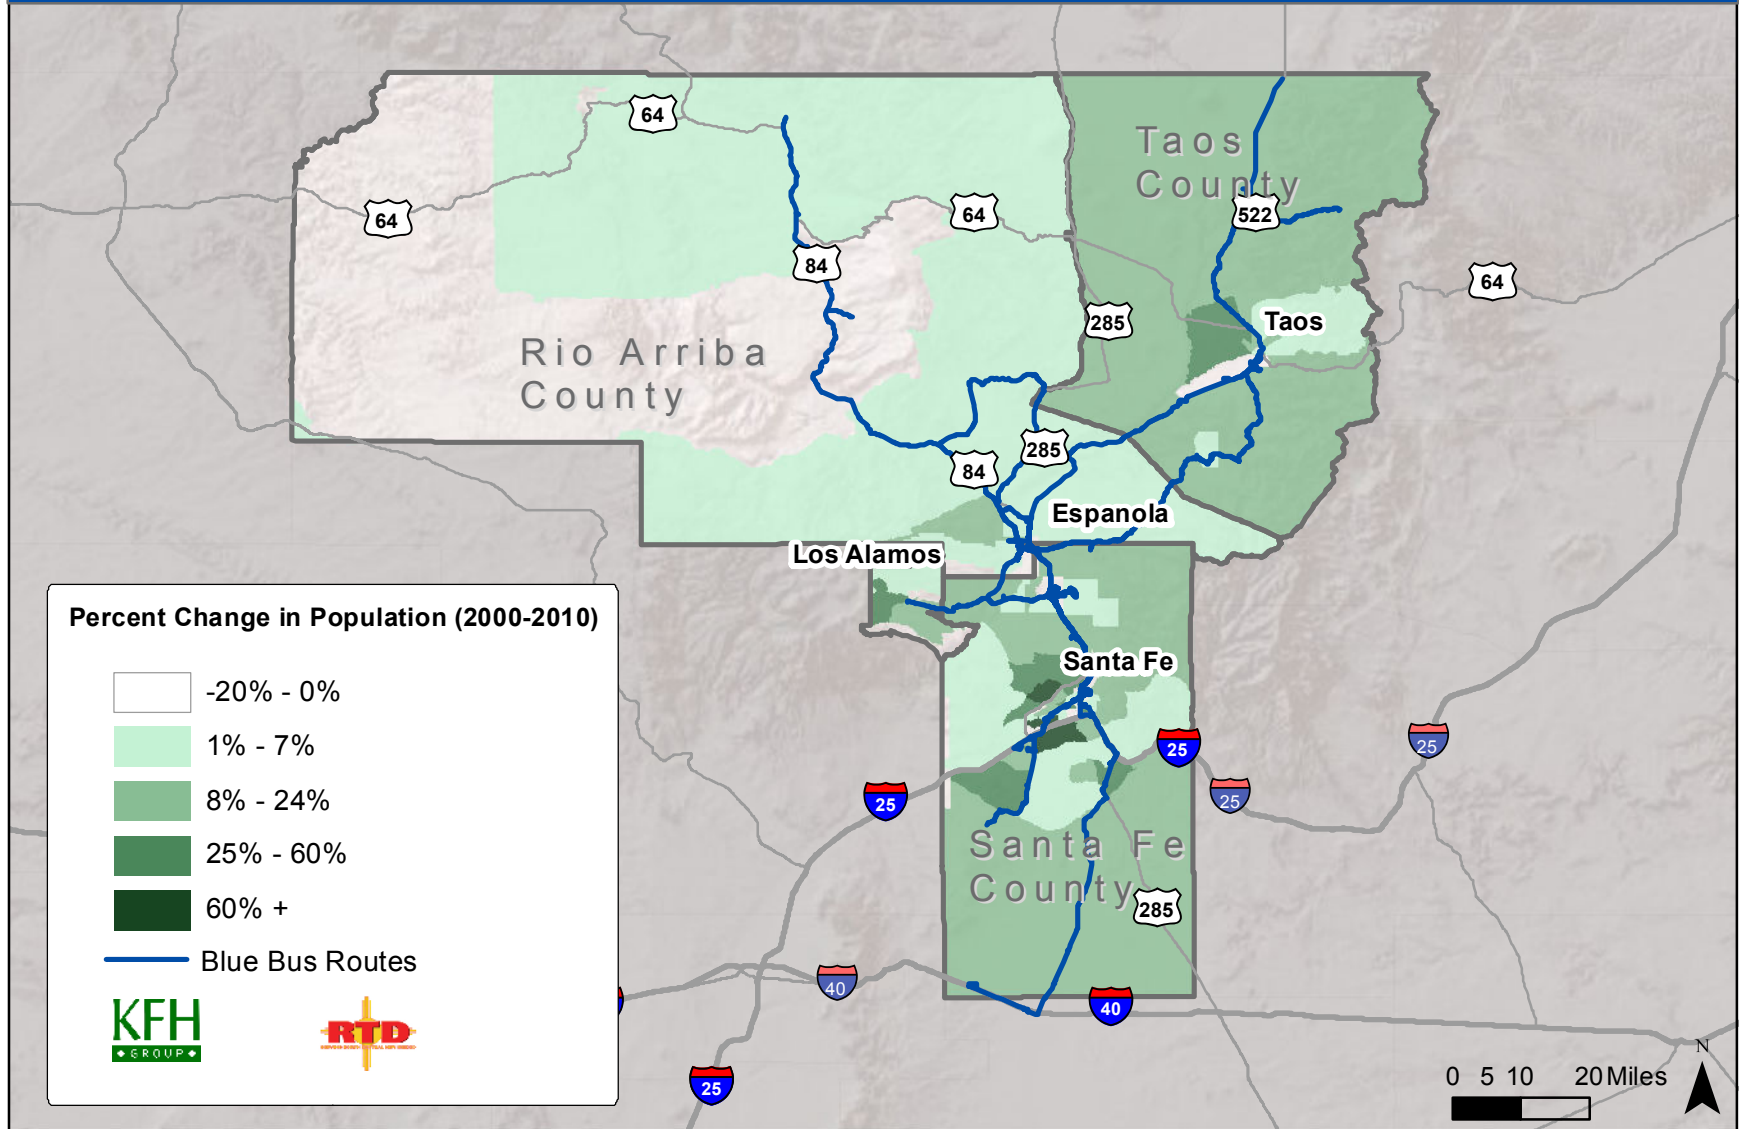 64
Taos
County
64
64
522
84
64
285
Taos
Rio Arriba
County
285
84
Espanola
Los Alamos
Percent Change in Population (2000-2010)
-20% - 0%
1% - 7%
8% - 24%
25% - 60%
60% +
Blue Bus Routes
KFH
GROUP
RTD
Santa Fe
25
25
25
25
Santa Fe
County
285
40
40
25
0 5 10 20 Miles
N